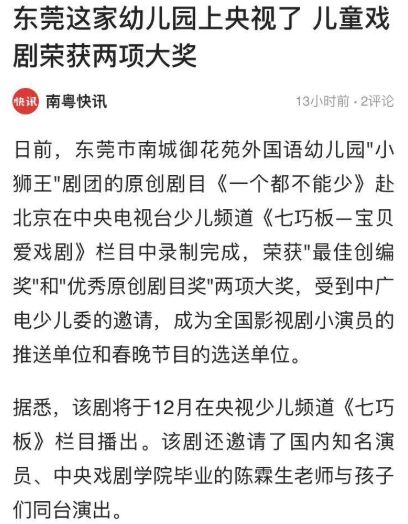 东莞这家幼儿园上央视了 儿童戏
剧荣获两项大奖
快讯 南粤快讯 13小时前 · 2评论
日前，东莞市南城御花苑外国语幼儿园"小
狮王"剧团的原创剧目《一个都不能少》赴
北京在中央电视台少儿频道《七巧板—宝贝
爱戏剧》栏目中录制完成，荣获"最佳创编
奖"和"优秀原创剧目奖"两项大奖，受到中广
电少儿委的邀请，成为全国影视剧小演员的
推送单位和春晚节目的选送单位。
据悉，该剧将于12月在央视少儿频道《七巧
板》栏目播出。该剧还邀请了国内知名演
员、中央戏剧学院毕业的陈霖生老师与孩子
们同台演出。